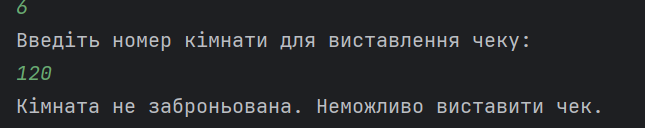 6
Введіть номер кімнати для виставлення чеку:
120
Кімната не заброньована. Неможливо виставити чек.